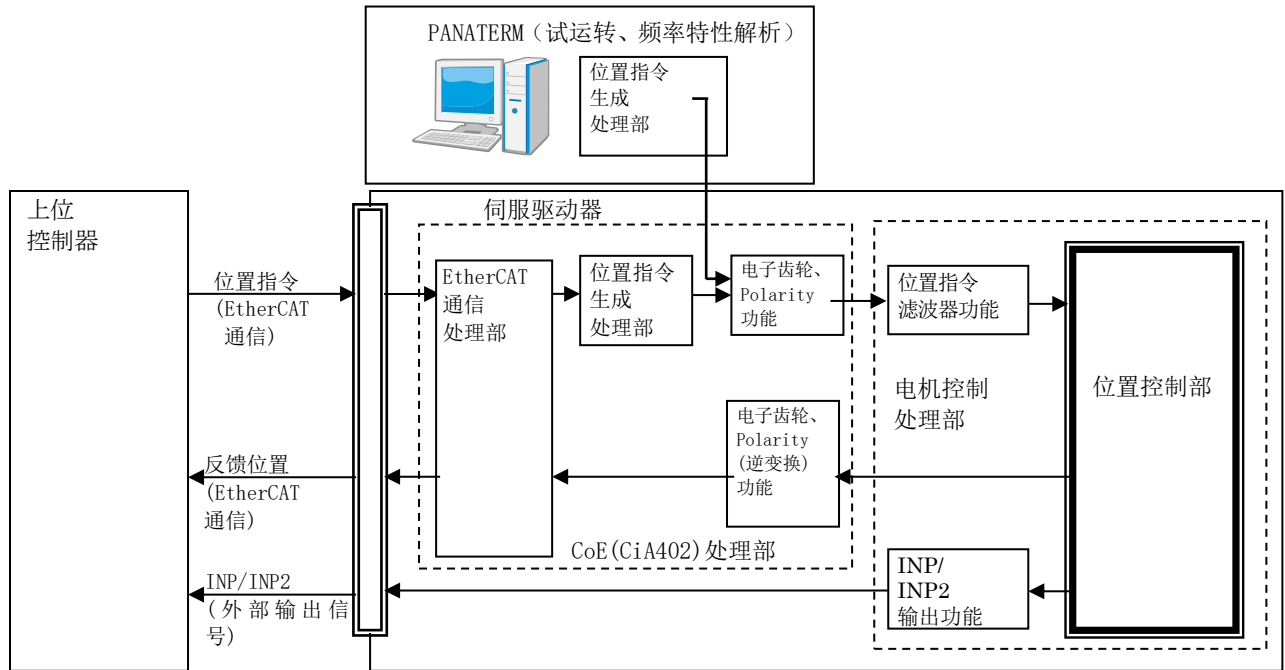 PANATERM（试运转、频率特性解析）
位置指令
生成
处理部
上位
控制器
伺服驱动器
位置指令
(EtherCAT
通信)
EtherCAT
通信
处理部
位置指令
生成
处理部
电子齿轮、
Polarity
功能
位置指令
滤波器功能
电机控制
处理部
位置控制部
反馈位置
(EtherCAT
通信)
电子齿轮、
Polarity
(逆变换)
功能
CoE(CiA402)处理部
INP/INP2
(外部输出信
号)
INP/
INP2
输出功能